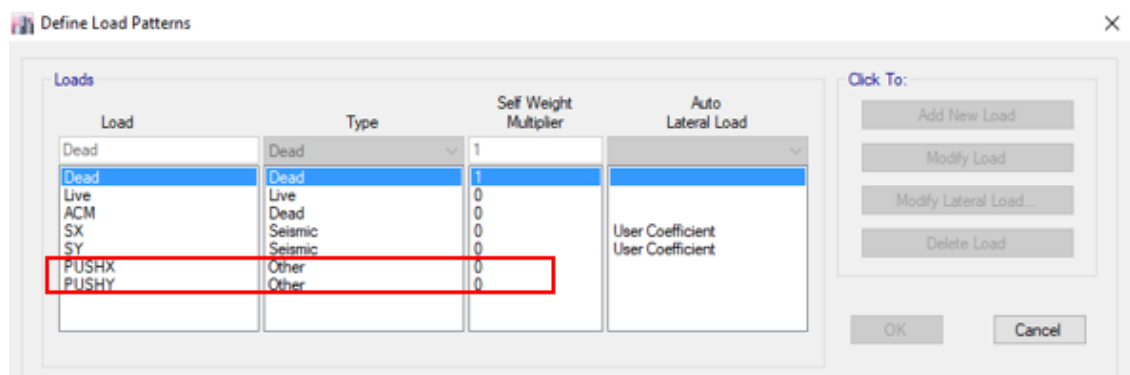 Define Load Patterns
Loads
Click To:
Load Type Self Weight Multiplier Auto Lateral Load
Dead Dead 1
Add New Load
Modify Load
Modify Lateral Load...
Delete Load
Dead Dead 1
Live Live 0
ACM Dead 0
SX Seismic 0 User Coefficient
SY Seismic 0 User Coefficient
PUSHX Other 0
PUSHY Other 0
OK Cancel